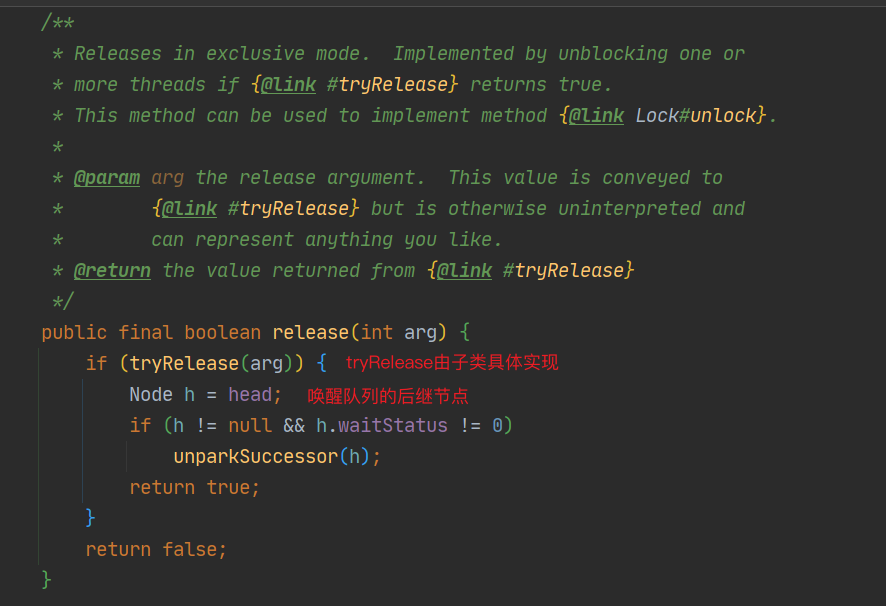 /**
 * Releases in exclusive mode.  Implemented by unblocking one or
 * more threads if {@link #tryRelease} returns true.
 * This method can be used to implement method {@link Lock#unlock}.
 *
 * @param arg the release argument.  This value is conveyed to
 *        {@link #tryRelease} but is otherwise uninterpreted and
 *        can represent anything you like.
 * @return the value returned from {@link #tryRelease}
 */
public final boolean release(int arg) {
    if (tryRelease(arg)) {  tryRelease由子类具体实现
        Node h = head;  唤醒队列的后继节点
        if (h != null && h.waitStatus != 0)
            unparkSuccessor(h);
        return true;
    }
    return false;
}